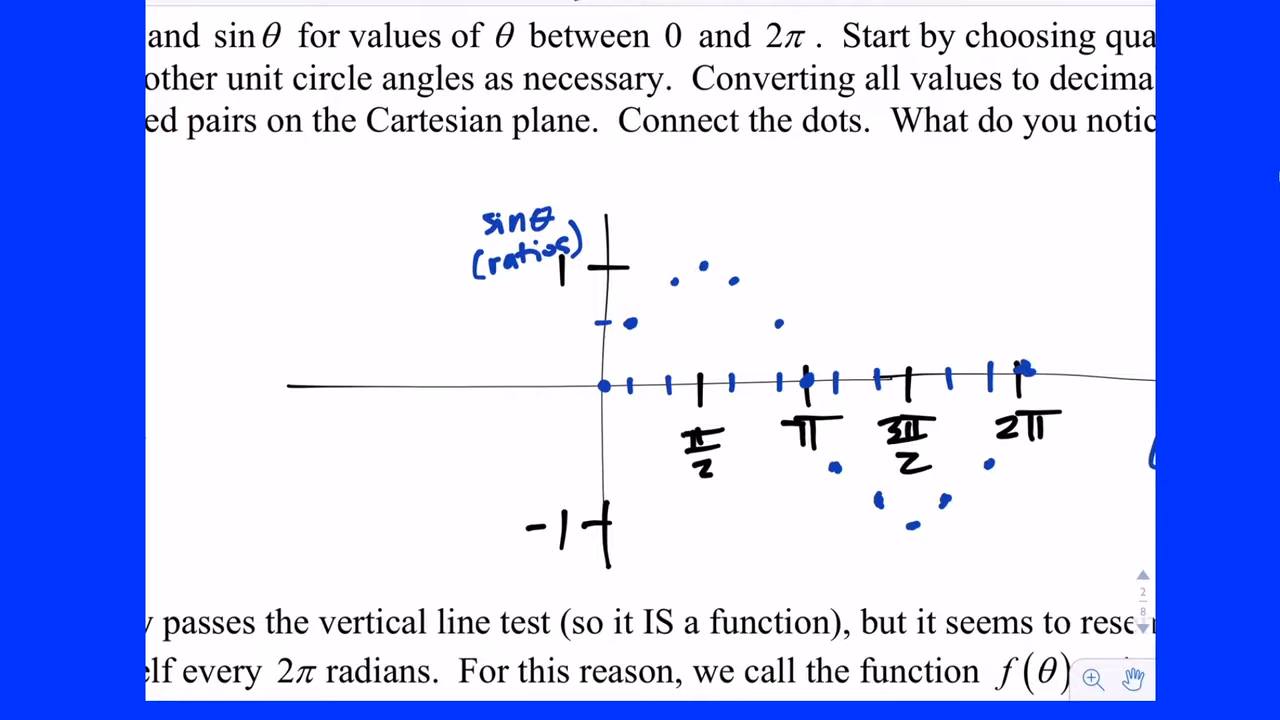 and sin θ for values of θ between 0 and 2π. Start by choosing qua
other unit circle angles as necessary. Converting all values to decima
ed pairs on the Cartesian plane. Connect the dots. What do you notic
sinθ
(ratios)
1
π/2 π 3π/2 2π
-1
passes the vertical line test (so it IS a function), but it seems to rese
elf every 2π radians. For this reason, we call the function f(θ)
2
8